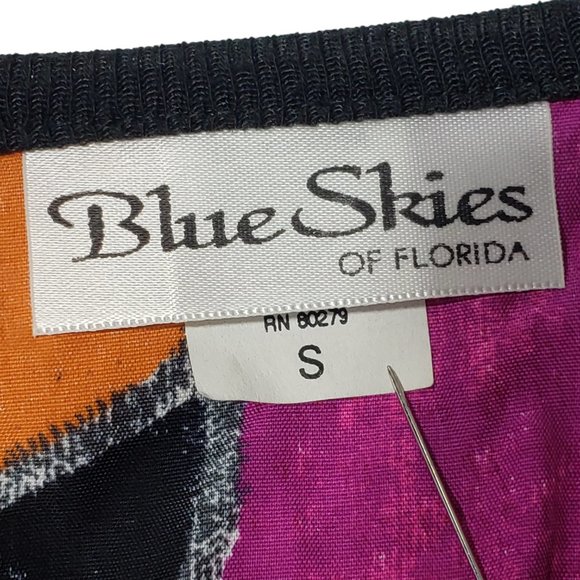 Blue Skies
OF FLORIDA
RN 80279
S